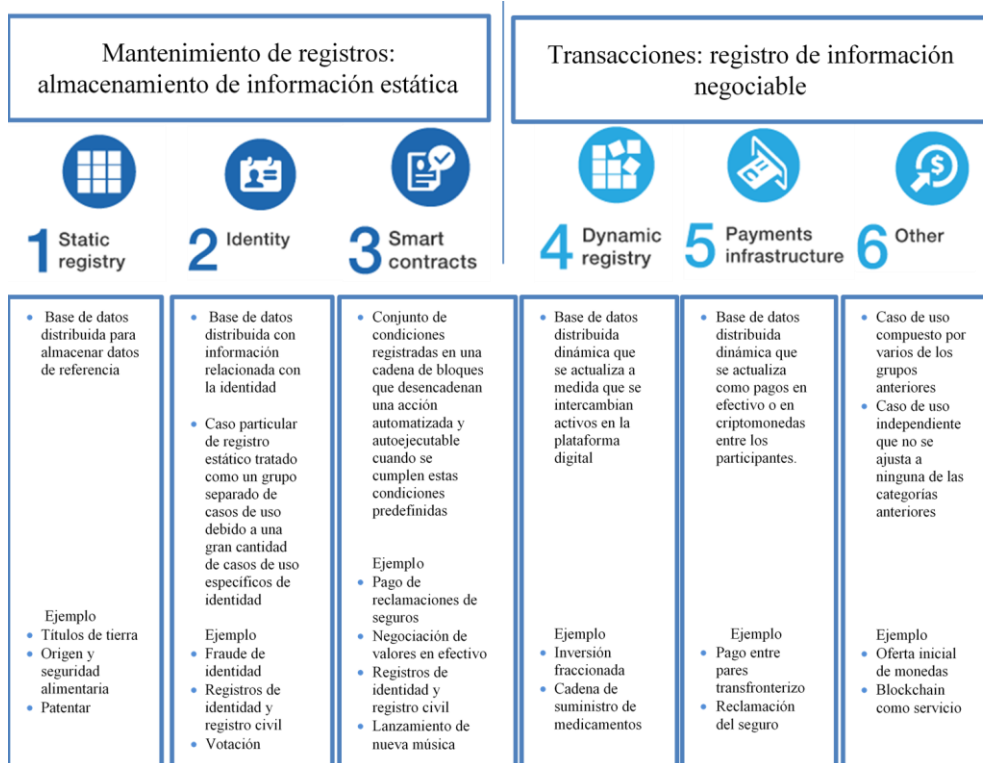 Mantenimiento de registros:
almacenamiento de información estática
Transacciones: registro de información
negociable
1 Static
registry
2 Identity
3 Smart
contracts
4 Dynamic
registry
5 Payments
infrastructure
6 Other
• Base de datos
distribuida para
almacenar datos
de referencia
Ejemplo
• Títulos de tierra
• Origen y
seguridad
alimentaria
• Patentar
• Base de datos
distribuida con
información
relacionada con
la identidad
• Caso particular
de registro
estático tratado
como un grupo
separado de
casos de uso
debido a una
gran cantidad
de casos de uso
específicos de
identidad
Ejemplo
• Fraude de
identidad
• Registros de
identidad y
registro civil
• Votación
• Conjunto de
condiciones
registradas en una
cadena de bloques
que desencadenan
una acción
automatizada y
autoejecutable
cuando se
cumplen estas
condiciones
predefinidas
Ejemplo
• Pago de
reclamaciones de
seguros
• Negociación de
valores en efectivo
• Registros de
identidad y
registro civil
• Lanzamiento de
nueva música
• Base de datos
distribuida
dinámica que
se actualiza a
medida que se
intercambian
activos en la
plataforma
digital
Ejemplo
• Inversión
fraccionada
• Cadena de
suministro de
medicamentos
• Base de datos
distribuida
dinámica que
se actualiza
como pagos en
efectivo o en
criptomonedas
entre los
participantes.
Ejemplo
• Pago entre
pares
transfronterizo
• Reclamación
del seguro
• Caso de uso
compuesto por
varios de los
grupos
anteriores
• Caso de uso
independiente
que no se
ajusta a
ninguna de las
categorías
anteriores
Ejemplo
• Oferta inicial
de monedas
• Blockchain
como servicio